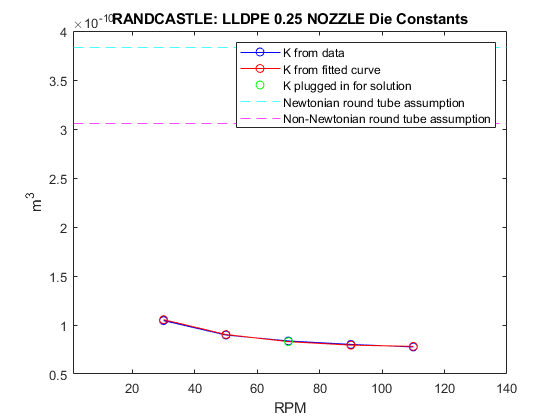 RANDCASTLE: LLDPE 0.25 NOZZLE Die Constants
×10⁻¹⁰
4
3.5
3
2.5
2
1.5
1
0.5
m³
20 40 60 80 100 120 140
RPM
K from data
K from fitted curve
K plugged in for solution
Newtonian round tube assumption
Non-Newtonian round tube assumption